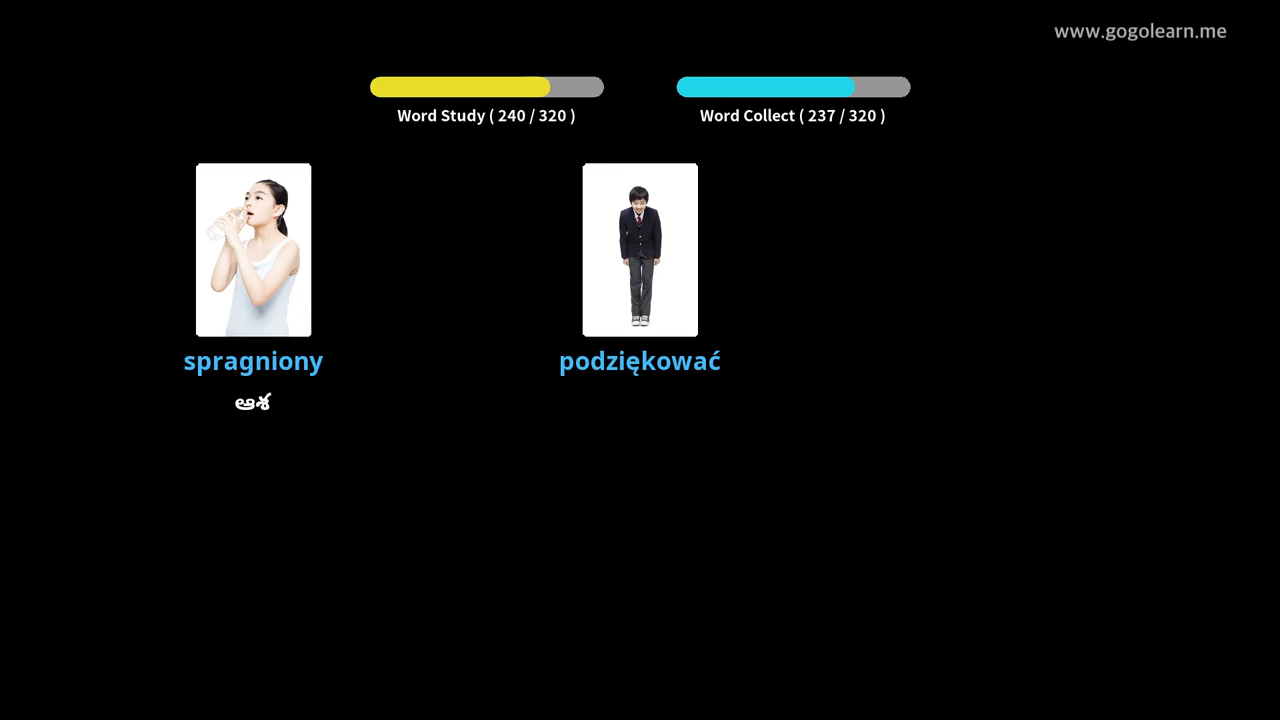 www.gogolearn.me
Word Study ( 240 / 320 )
Word Collect ( 237 / 320 )
spragniony
podziękować
ఆశ